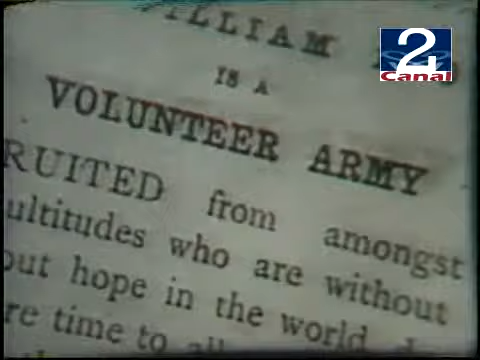 2
Canal
ILLIAM
IS A
VOLUNTEER ARMY
RUITED from amongst
ultitudes who are without
out hope in the world
re time to